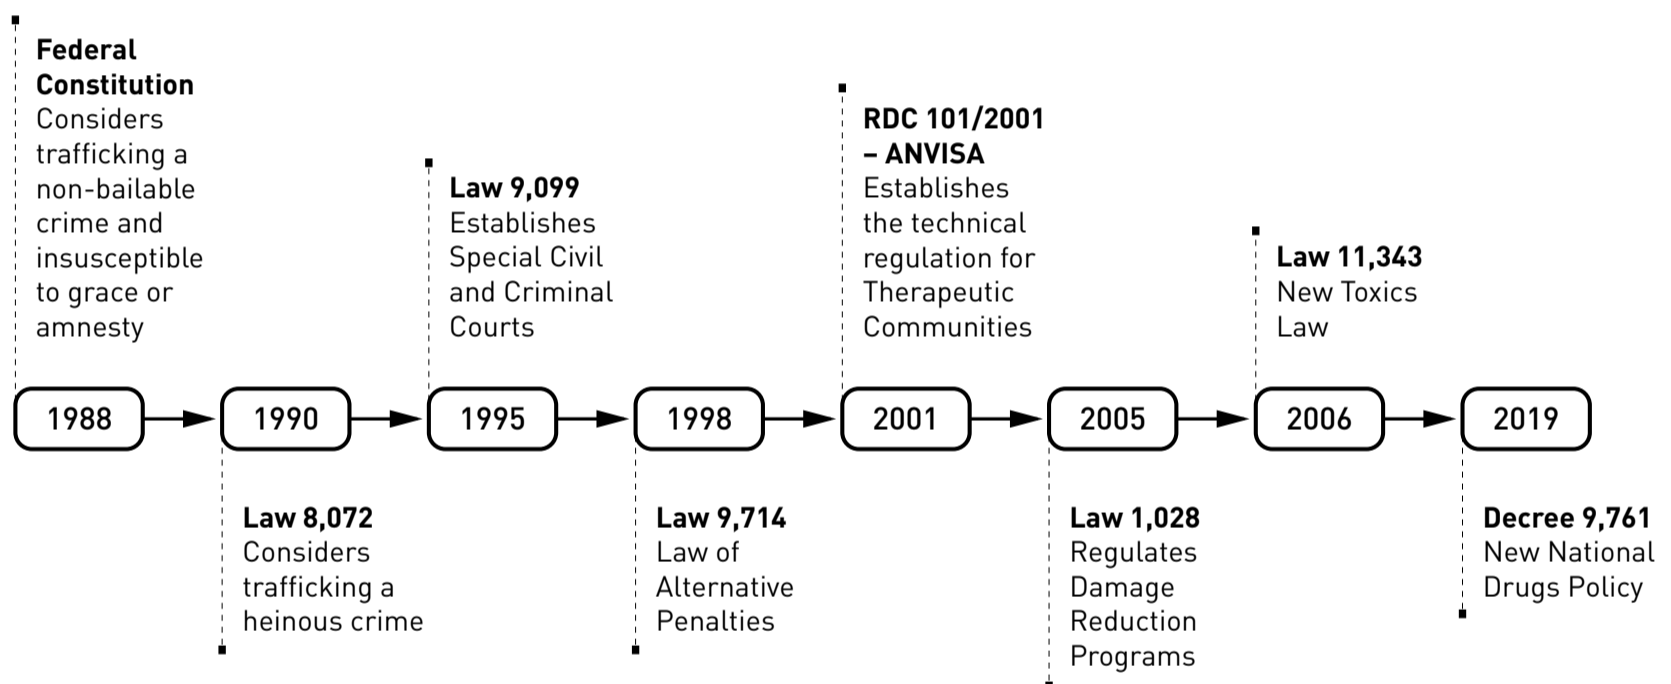 Federal
Constitution
Considers
trafficking a
non-bailable
crime and
insusceptible
to grace or
amnesty
Law 9,099
Establishes
Special Civil
and Criminal
Courts
RDC 101/2001
– ANVISA
Establishes
the technical
regulation for
Therapeutic
Communities
Law 11,343
New Toxics
Law
1988
1990
1995
1998
2001
2005
2006
2019
Law 8,072
Considers
trafficking a
heinous crime
Law 9,714
Law of
Alternative
Penalties
Law 1,028
Regulates
Damage
Reduction
Programs
Decree 9,761
New National
Drugs Policy